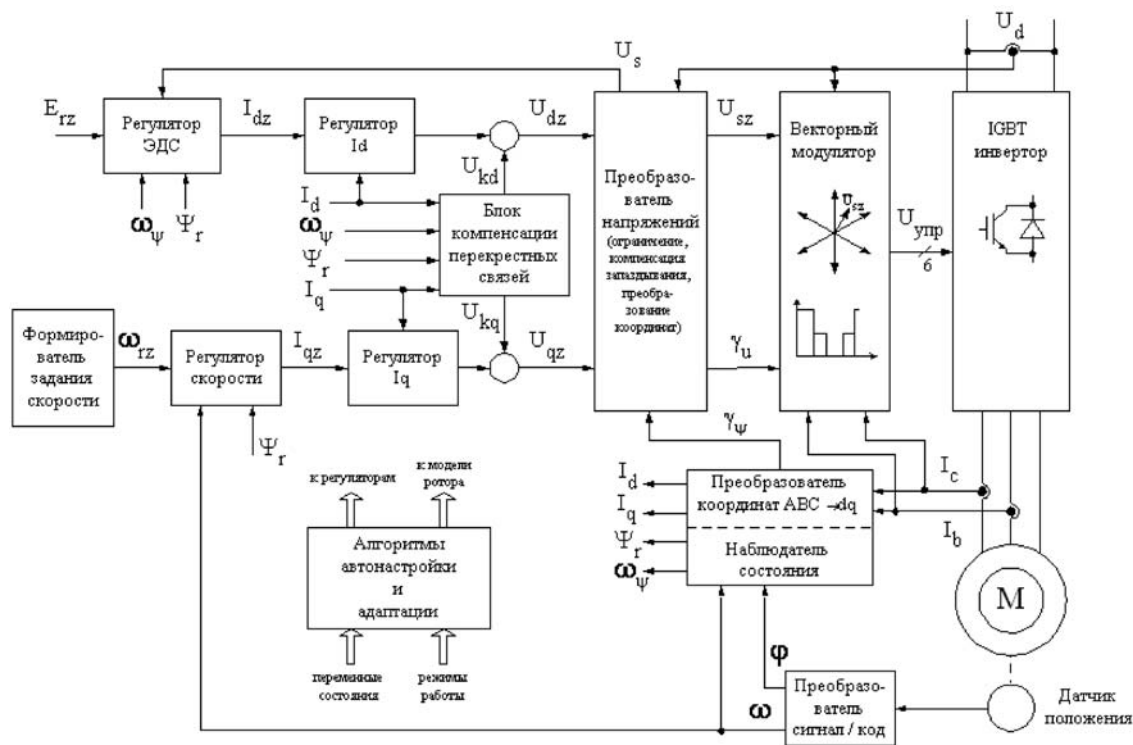 U_d
U_s
E_rz
Регулятор
ЭДС
I_dz
Регулятор
Id
U_dz
U_sz
Векторный
модулятор
IGBT
инвертор
U_kd
ω_ψ
Ψ_r
I_d
ω_ψ
Ψ_r
I_q
Блок
компенсации
перекрестных
связей
Преобразо-
ватель
напряжений
(ограничение,
компенсация
запаздывания,
преобра-
зование
координат)
U_sz
U_упр
6
U_kq
Формиро-
ватель
задания
скорости
ω_rz
Регулятор
скорости
I_qz
Регулятор
Iq
U_qz
γ_u
Ψ_r
γ_ψ
к регуляторам
к модели
ротора
Алгоритмы
автонастройки
и
адаптации
переменные
состояния
режимы
работы
I_d
I_q
Ψ_r
ω_ψ
Преобразователь
координат ABC →dq
Наблюдатель
состояния
I_c
I_b
M
φ
ω
Преобразо-
ватель
сигнал / код
Датчик
положения